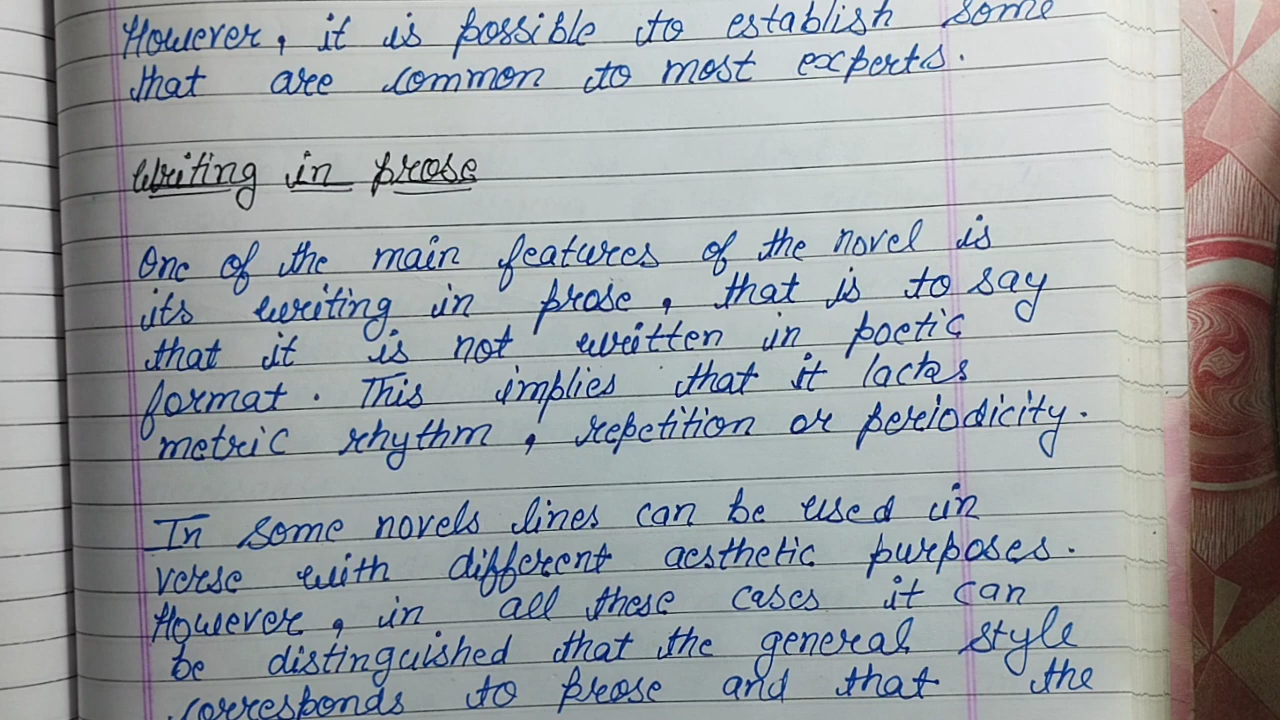 However, it is possible to establish some
that are common to most experts.
Writing in prose
One of the main features of the novel is
its writing in prose, that is to say
that it is not written in poetic
format. This implies that it lacks
metric rhythm, repetition or periodicity.
In some novels lines can be used in
verse with different aesthetic purposes.
However, in all these cases it can
be distinguished that the general style
corresponds to prose and that the